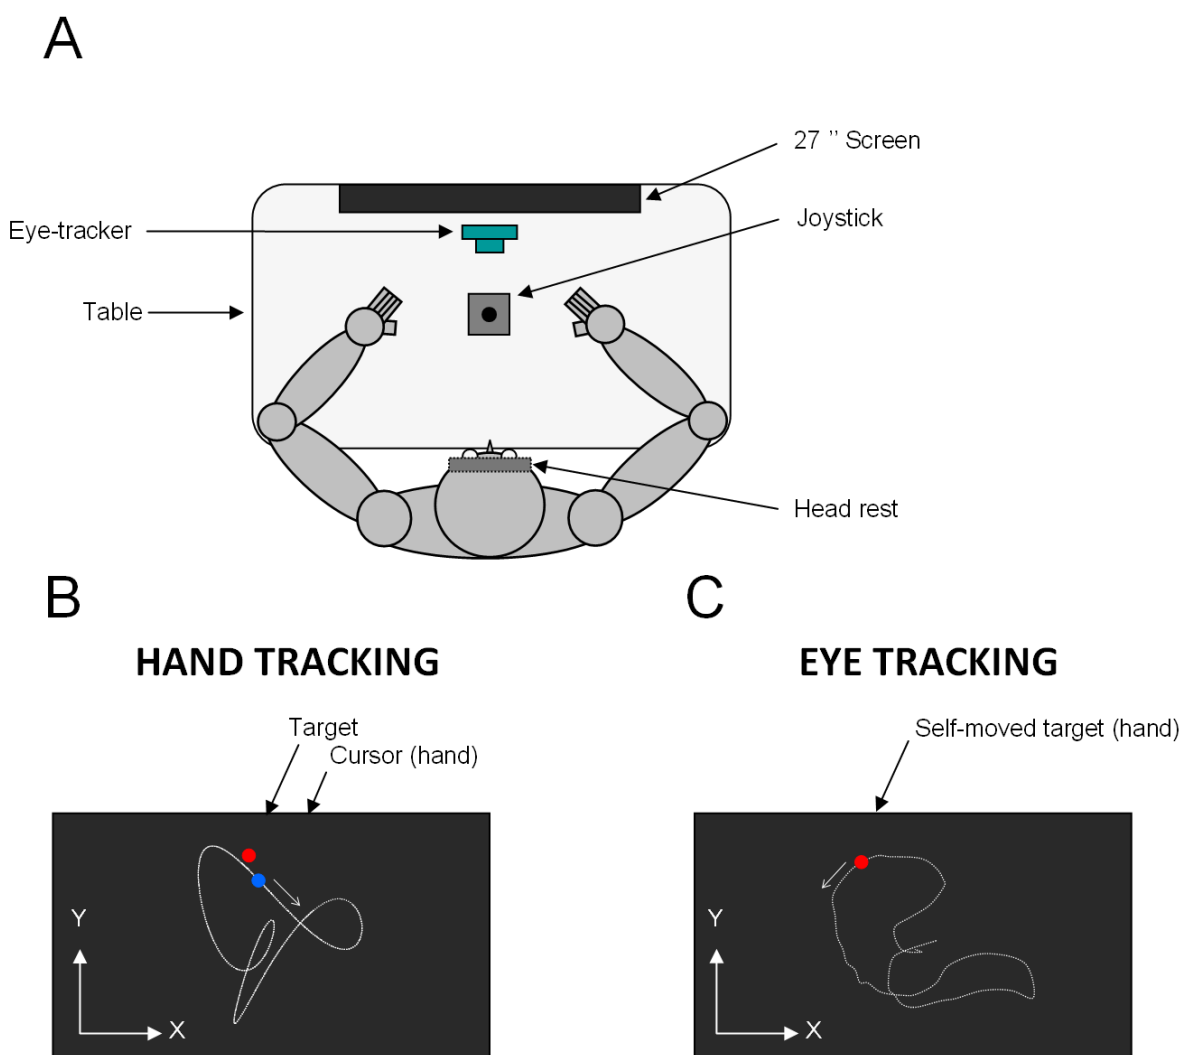 A
27 " Screen
Joystick
Eye-tracker
Table
Head rest
B
C
HAND TRACKING
EYE TRACKING
Target
Cursor (hand)
Self-moved target (hand)
Y
X
Y
X